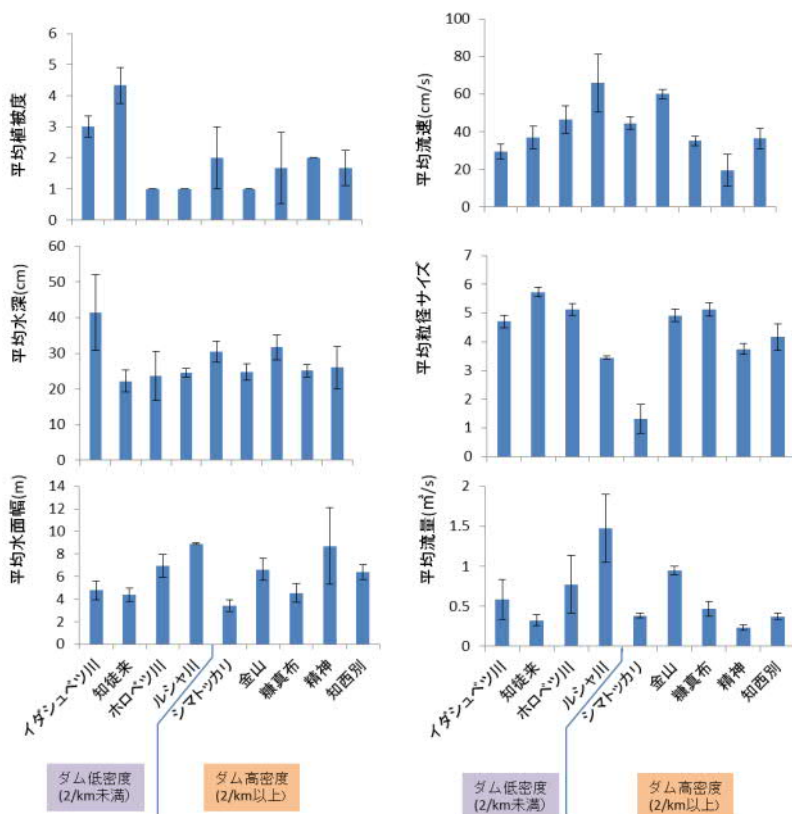 平均植被度
6
5
4
3
2
1
0
平均流速(cm/s)
100
80
60
40
20
0
平均水深(cm)
60
50
40
30
20
10
0
平均粒径サイズ
7
6
5
4
3
2
1
0
平均水面幅(m)
14
12
10
8
6
4
2
0
イダシュベツ川
知徒来
ホロベツ川
ルシャ川
シマトッカリ
金山
糠真布
精神
知西別
ダム低密度
(2/km未満)
ダム高密度
(2/km以上)
平均流量(㎥/s)
2
1.5
1
0.5
0
イダシュベツ川
知徒来
ホロベツ川
ルシャ川
シマトッカリ
金山
糠真布
精神
知西別
ダム低密度
(2/km未満)
ダム高密度
(2/km以上)